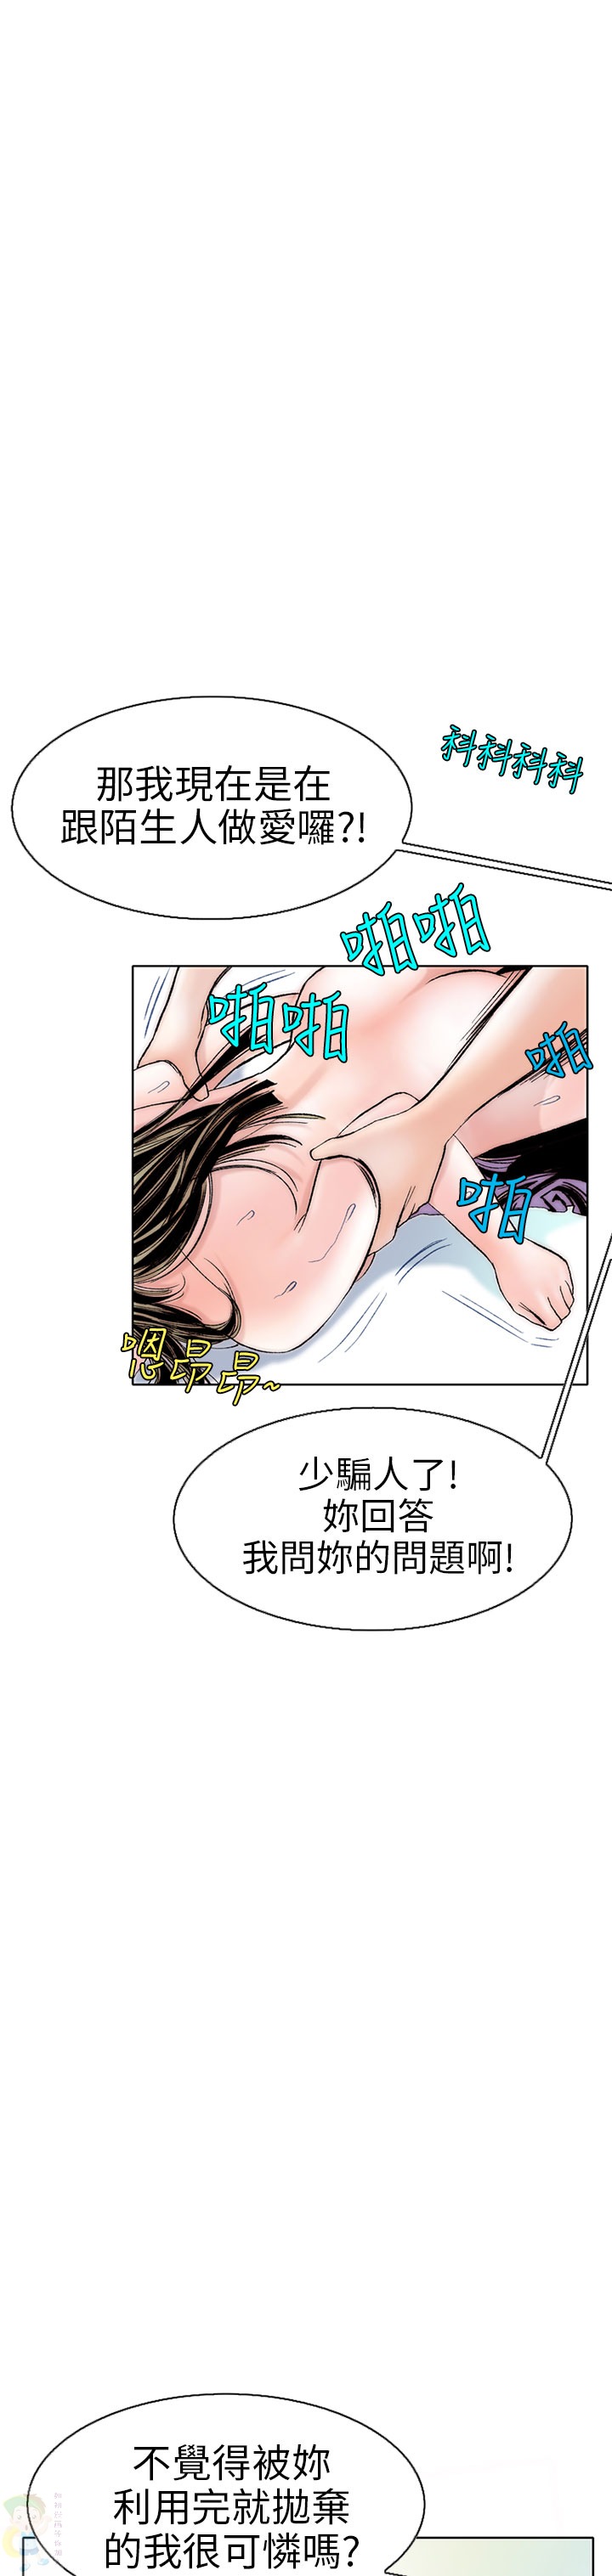 科科科科
那我現在是在
跟陌生人做愛囉?!
啪啪
啪啪
啪
啪
嗯昂昂~
少騙人了!
妳回答
我問妳的問題啊!
不覺得被妳
利用完就拋棄
的我很可憐嗎?